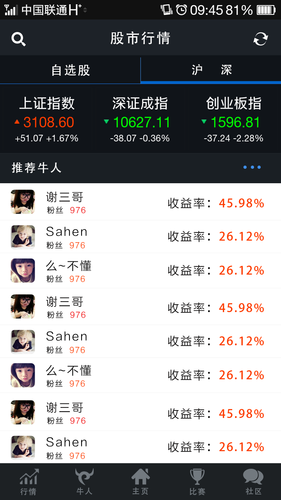 中国联通H+ 09:45 81%
股市行情
自选股 沪 深
上证指数 深证成指 创业板指
3108.60 10627.11 1596.81
+51.07 +1.67% -38.07 -0.36% -37.24 -2.28%
推荐牛人
谢三哥 收益率：45.98%
粉丝 976
Sahen 收益率：26.12%
粉丝 976
么~不懂 收益率：26.12%
粉丝 976
谢三哥 收益率：45.98%
粉丝 976
Sahen 收益率：26.12%
粉丝 976
么~不懂 收益率：26.12%
粉丝 976
谢三哥 收益率：45.98%
粉丝 976
Sahen 收益率：26.12%
粉丝 976
行情 牛人 主页 比赛 社区